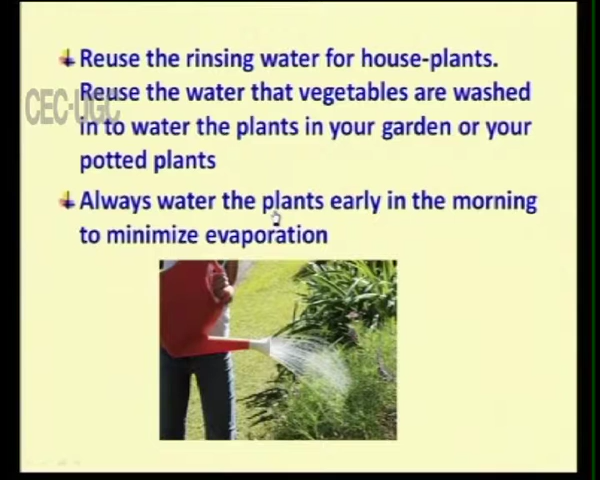 Reuse the rinsing water for house-plants.
Reuse the water that vegetables are washed
in to water the plants in your garden or your
potted plants
Always water the plants early in the morning
to minimize evaporation
CEC-UGC